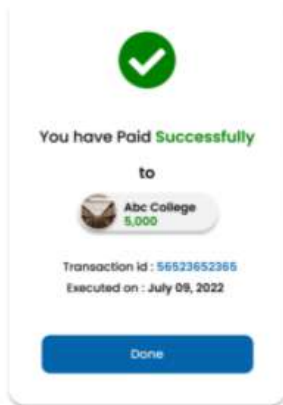 You have Paid Successfully
to
Abc College
5,000
Transaction id : 56523652365
Executed on : July 09, 2022
Done